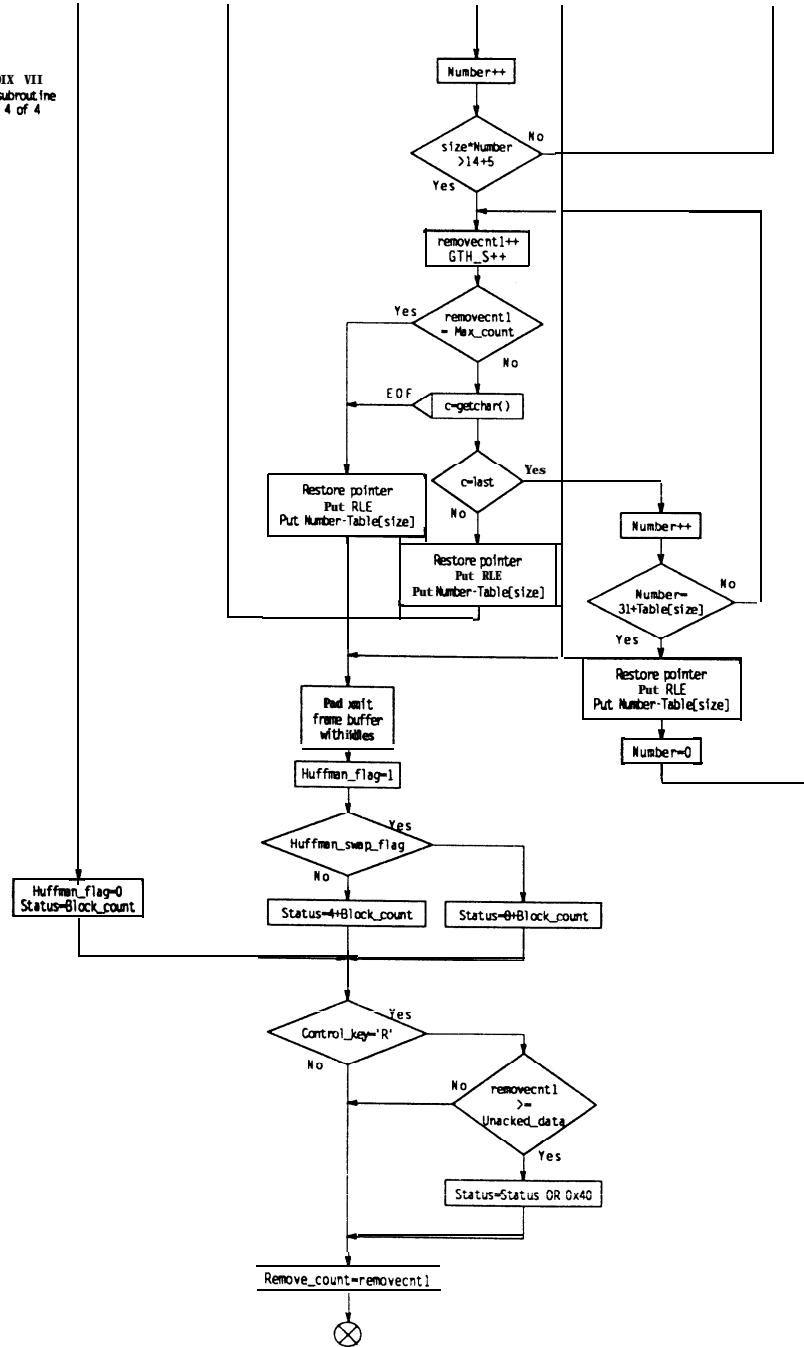 DIX VII
subroutine
4 of 4
Number++
size*Number
>14+5
No
Yes
removecnt1++
GTH_S++
removecnt1
= Max_count
Yes
No
EOF
c=getchar()
c=last
Yes
No
Restore pointer
Put RLE
Put Number-Table[size]
Restore pointer
Put RLE
Put Number-Table[size]
Number++
Number=
31+Table[size]
No
Yes
Restore pointer
Put RLE
Put Number-Table[size]
Number=0
Pad xmit
frame buffer
with idles
Huffman_flag=1
Huffman_swap_flag
Yes
No
Huffman_flag=0
Status=Block_count
Status=4+Block_count
Status=8+Block_count
Control_key='R'
Yes
No
removecnt1
>=
Unacked_data
No
Yes
Status=Status OR 0x40
Remove_count=removecnt1